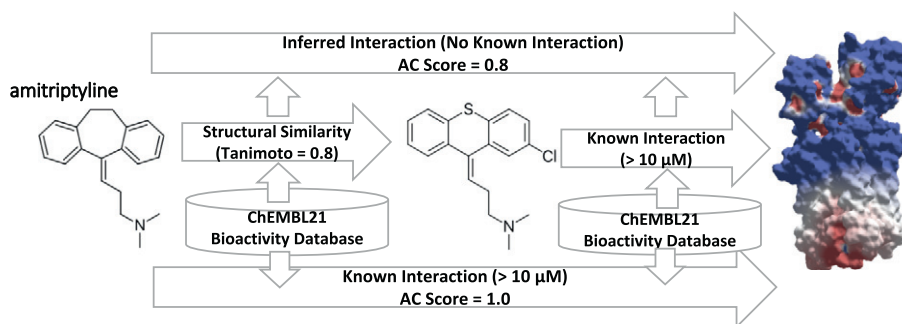 Inferred Interaction (No Known Interaction)
AC Score = 0.8
amitriptyline
Structural Similarity
(Tanimoto = 0.8)
S
Cl
Known Interaction
(> 10 μM)
N
N
ChEMBL21
Bioactivity Database
ChEMBL21
Bioactivity Database
Known Interaction (> 10 μM)
AC Score = 1.0